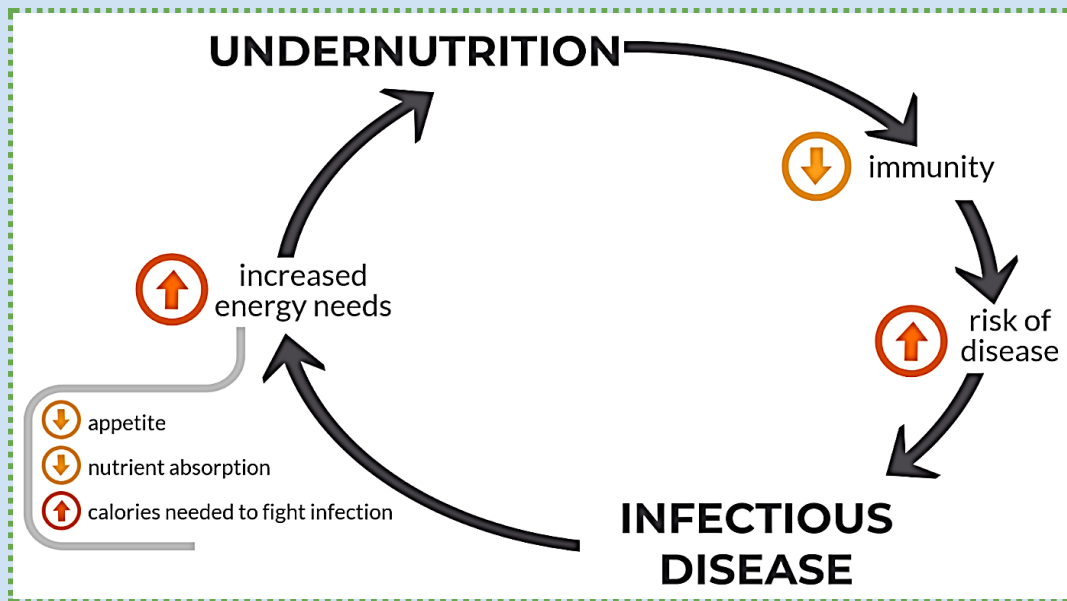 UNDERNUTRITION
immunity
risk of
disease
INFECTIOUS
DISEASE
increased
energy needs
appetite
nutrient absorption
calories needed to fight infection